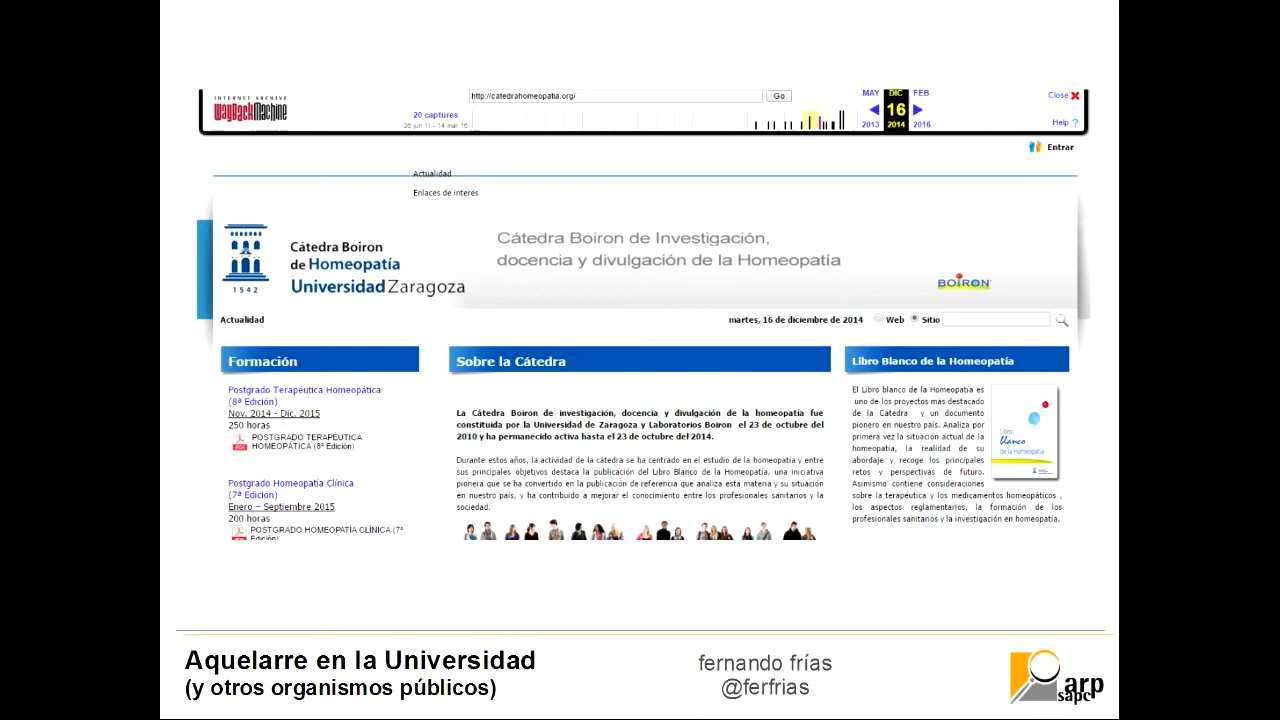 INTERNET ARCHIVE
WayBackMachine
http://catedrahomeopatia.org/
Go
20 captures
26 jun 11 - 14 mar 16
MAY
DIC
FEB
16
2013
2014
2016
Close
Help ?
Entrar
Actualidad
Enlaces de interés
1542
Cátedra Boiron
de Homeopatía
Universidad Zaragoza
Cátedra Boiron de Investigación,
docencia y divulgación de la Homeopatía
BOIRON
Actualidad
martes, 16 de diciembre de 2014
Web
Sitio
Formación
Postgrado Terapéutica Homeopática
(8ª Edición)
Nov. 2014 - Dic. 2015
250 horas
POSTGRADO TERAPÉUTICA
HOMEOPÁTICA (8ª Edición)
Postgrado Homeopatía Clínica
(7ª Edición)
Enero – Septiembre 2015
200 horas
POSTGRADO HOMEOPATÍA CLÍNICA (7ª
Edición)
Sobre la Cátedra
La Cátedra Boiron de investigación, docencia y divulgación de la homeopatía fue
constituida por la Universidad de Zaragoza y Laboratorios Boiron el 23 de octubre del
2010 y ha permanecido activa hasta el 23 de octubre del 2014.
Durante estos años, la actividad de la cátedra se ha centrado en el estudio de la homeopatía y entre
sus principales objetivos destaca la publicación del Libro Blanco de la Homeopatía, una iniciativa
pionera que se ha convertido en la publicación de referencia que analiza esta materia y su situación
en nuestro país, y ha contribuido a mejorar el conocimiento entre los profesionales sanitarios y la
sociedad.
Libro Blanco de la Homeopatía
El Libro blanco de la Homeopatía es
uno de los proyectos más destacado
de la Cátedra y un documento
pionero en nuestro país. Analiza por
primera vez la situación actual de la
homeopatía, la realidad de su
abordaje y recoge los principales
retos y perspectivas de futuro.
Asimismo contiene consideraciones
sobre la terapéutica y los medicamentos homeopáticos ,
los aspectos reglamentarios, la formación de los
profesionales sanitarios y la investigación en homeopatía.
Libro
blanco
de la Homeopatía
Aquelarre en la Universidad
(y otros organismos públicos)
fernando frías
@ferfrias
arp
sapc